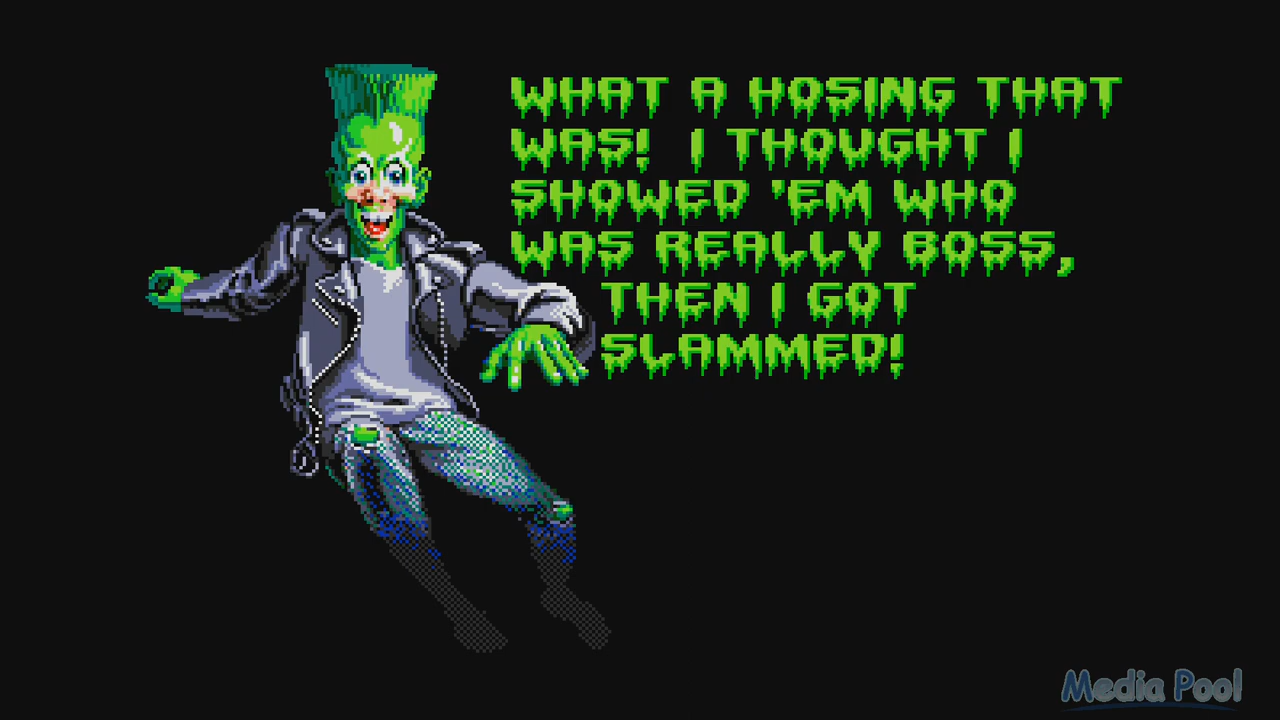 WHAT A HOSING THAT
WAS! I THOUGHT I
SHOWED 'EM WHO
WAS REALLY BOSS,
THEN I GOT
SLAMMED!
Media Pool